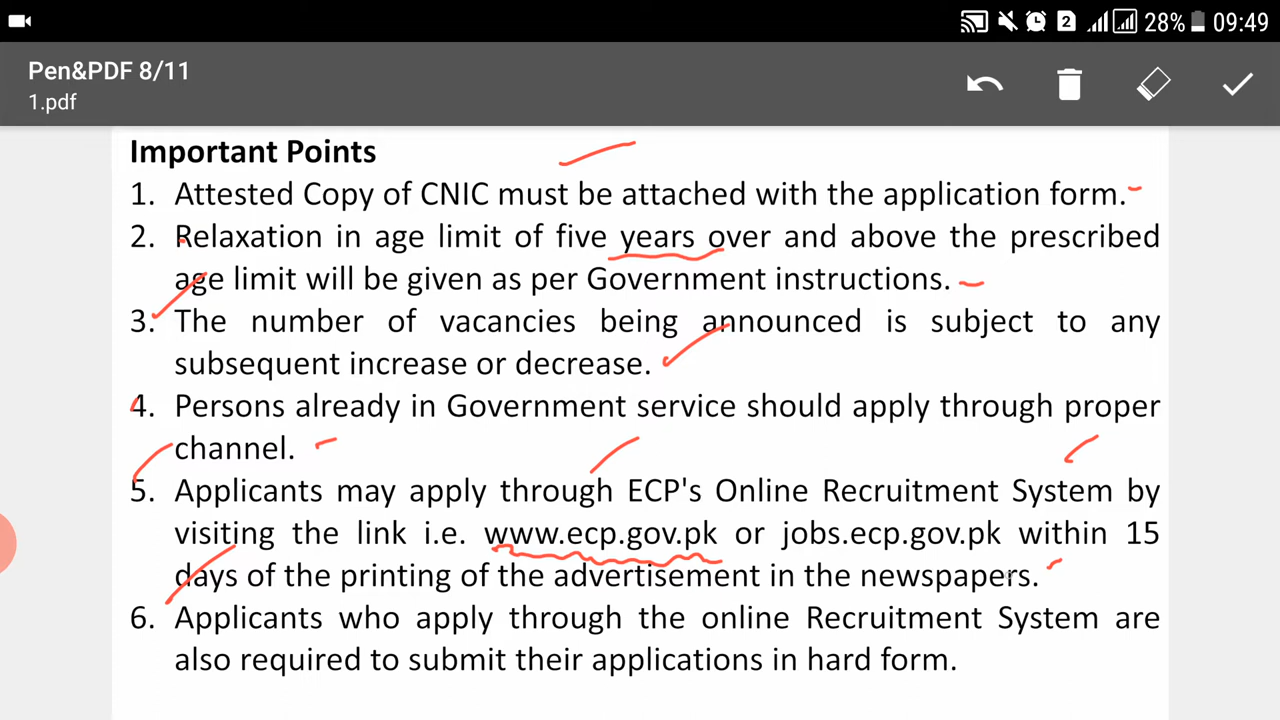 2 28% 09:49
Pen&PDF 8/11
1.pdf
Important Points
1. Attested Copy of CNIC must be attached with the application form.
2. Relaxation in age limit of five years over and above the prescribed
age limit will be given as per Government instructions.
3. The number of vacancies being announced is subject to any
subsequent increase or decrease.
4. Persons already in Government service should apply through proper
channel.
5. Applicants may apply through ECP's Online Recruitment System by
visiting the link i.e. www.ecp.gov.pk or jobs.ecp.gov.pk within 15
days of the printing of the advertisement in the newspapers.
6. Applicants who apply through the online Recruitment System are
also required to submit their applications in hard form.